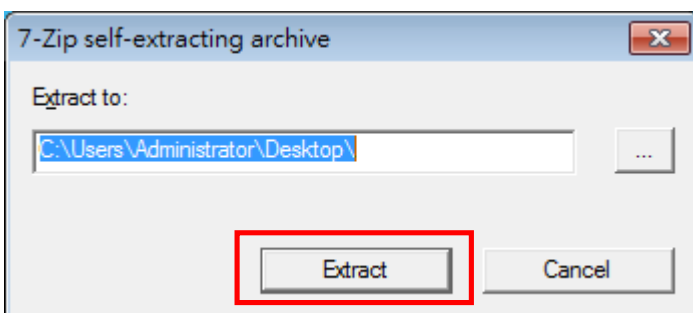 7-Zip self-extracting archive
Extract to:
C:\Users\Administrator\Desktop\
...
Extract
Cancel